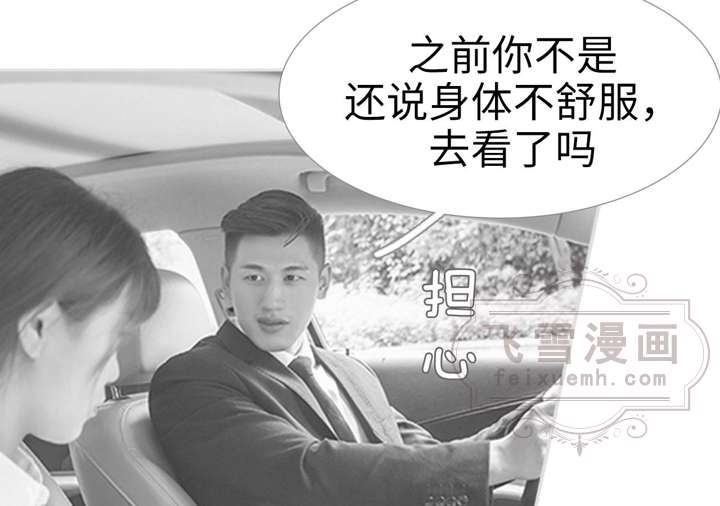 之前你不是
还说身体不舒服，
去看了吗
担心
飞雪漫画
feixuemh.com